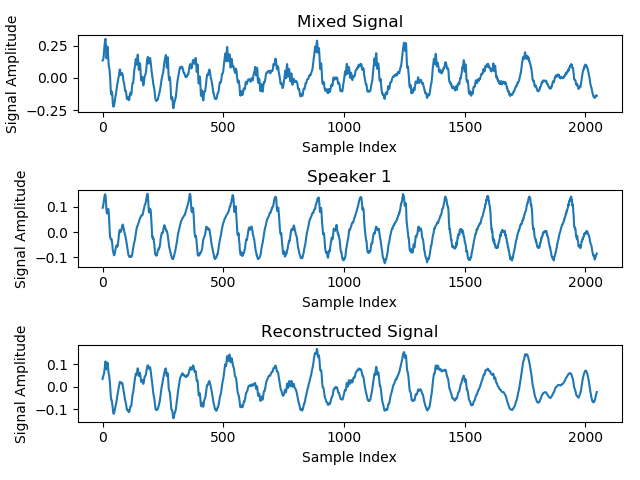 Mixed Signal
Signal Amplitude
0.25
0.00
−0.25
0 500 1000 1500 2000
Sample Index
Speaker 1
Signal Amplitude
0.1
0.0
−0.1
0 500 1000 1500 2000
Sample Index
Reconstructed Signal
Signal Amplitude
0.1
0.0
−0.1
0 500 1000 1500 2000
Sample Index